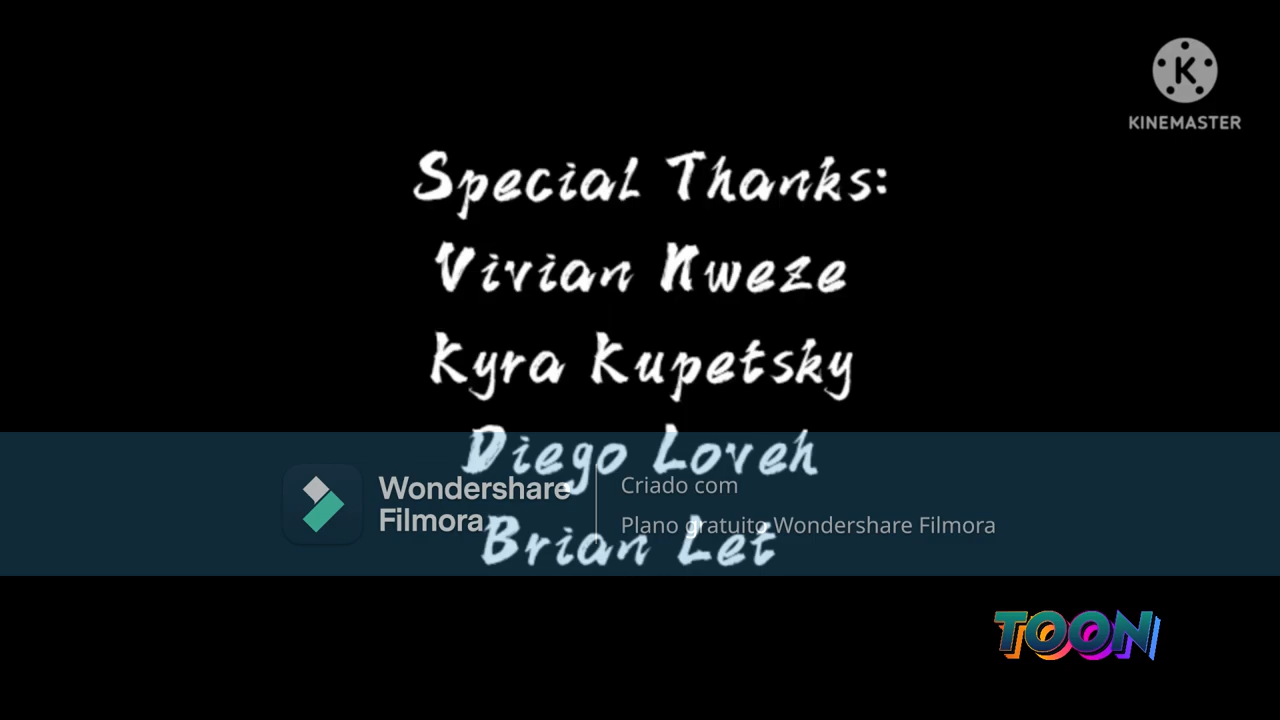 K
KINEMASTER
Special Thanks:
Vivian Nweze
Kyra Kupetsky
Diego Loveh
Brian Let
Wondershare
Filmora
Criado com
Plano gratuito Wondershare Filmora
TOON